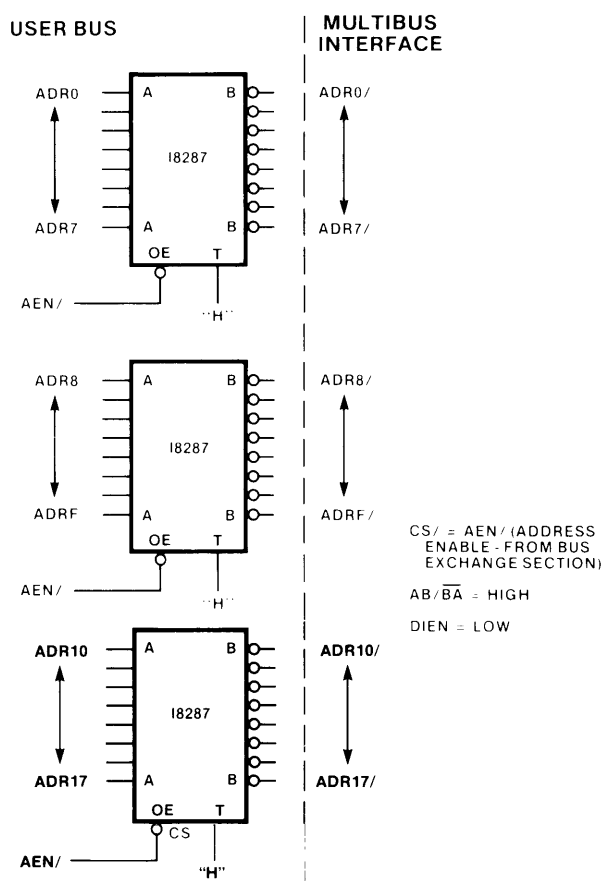 USER BUS
MULTIBUS
INTERFACE
ADR0
A
B
ADR0/
I8287
ADR7
A
B
ADR7/
OE
T
AEN/
"H"
ADR8
A
B
ADR8/
I8287
ADRF
A
B
ADRF/
OE
T
AEN/
"H"
CS/ = AEN/ (ADDRESS
ENABLE - FROM BUS
EXCHANGE SECTION)
AB/BA = HIGH
DIEN = LOW
ADR10
A
B
ADR10/
I8287
ADR17
A
B
ADR17/
OE
T
CS
AEN/
"H"